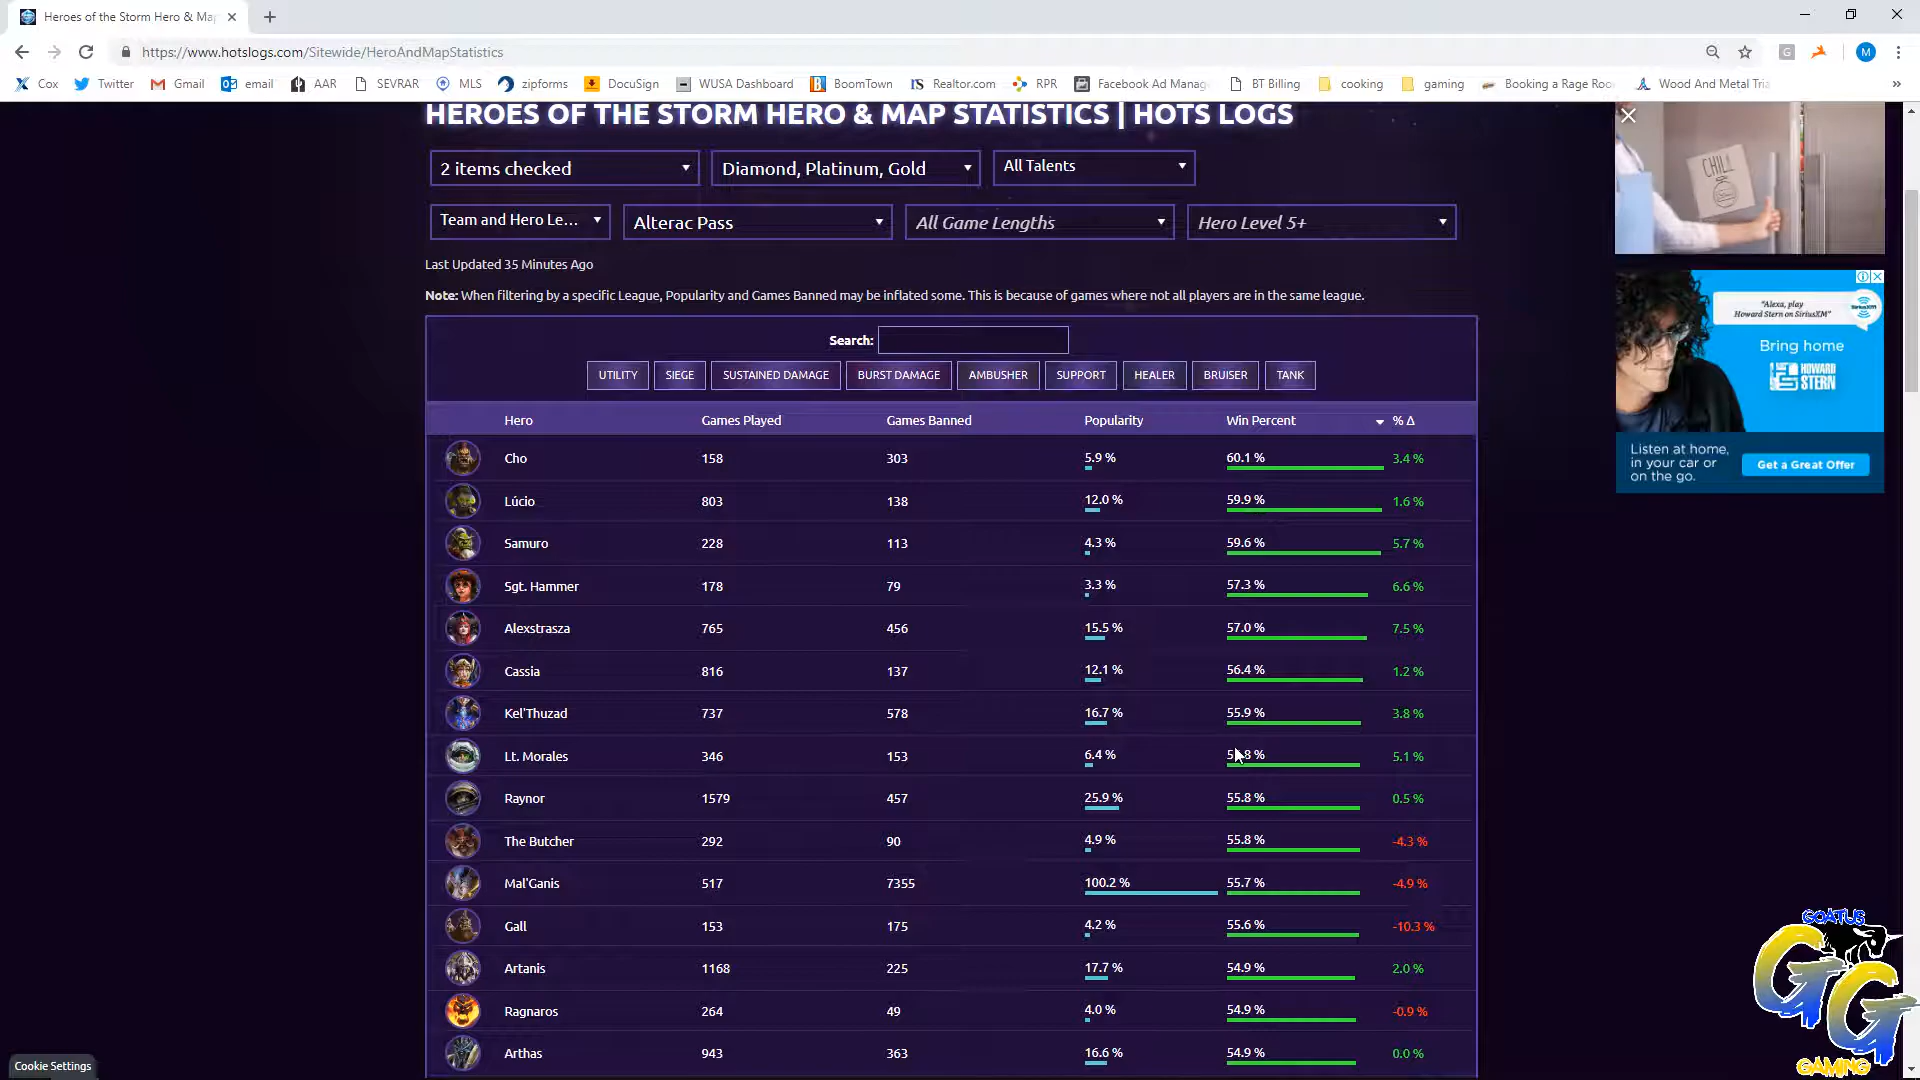 Heroes of the Storm Hero & Ma
https://www.hotslogs.com/Sitewide/HeroAndMapStatistics
G
M
Cox Twitter Gmail email AAR SEVRAR MLS zipforms DocuSign WUSA Dashboard BoomTown Realtor.com RPR Facebook Ad Manag BT Billing cooking gaming Booking a Rage Roo Wood And Metal Tria
HEROES OF THE STORM HERO & MAP STATISTICS | HOTS LOGS
2 items checked Diamond, Platinum, Gold All Talents
Team and Hero Le... Alterac Pass All Game Lengths Hero Level 5+
Last Updated 35 Minutes Ago
Note: When filtering by a specific League, Popularity and Games Banned may be inflated some. This is because of games where not all players are in the same league.
Search:
UTILITY SIEGE SUSTAINED DAMAGE BURST DAMAGE AMBUSHER SUPPORT HEALER BRUISER TANK
Hero Games Played Games Banned Popularity Win Percent % Δ
Cho 158 303 5.9 % 60.1 % 3.4 %
Lúcio 803 138 12.0 % 59.9 % 1.6 %
Samuro 228 113 4.3 % 59.6 % 5.7 %
Sgt. Hammer 178 79 3.3 % 57.3 % 6.6 %
Alexstrasza 765 456 15.5 % 57.0 % 7.5 %
Cassia 816 137 12.1 % 56.4 % 1.2 %
Kel'Thuzad 737 578 16.7 % 55.9 % 3.8 %
Lt. Morales 346 153 6.4 % 5.1 %
Raynor 1579 457 25.9 % 55.8 % 0.5 %
The Butcher 292 90 4.9 % 55.8 % -4.3 %
Mal'Ganis 517 7355 100.2 % 55.7 % -4.9 %
Gall 153 175 4.2 % 55.6 % -10.3 %
Artanis 1168 225 17.7 % 54.9 % 2.0 %
Ragnaros 264 49 4.0 % 54.9 % -0.9 %
Arthas 943 363 16.6 % 54.9 % 0.0 %
CHILL
"Alexa, play
Howard Stern on SiriusXM"
Bring home
HOWARD
STERN
Listen at home,
in your car or
on the go.
Get a Great Offer
Cookie Settings
GOATUS
GG
GAMING